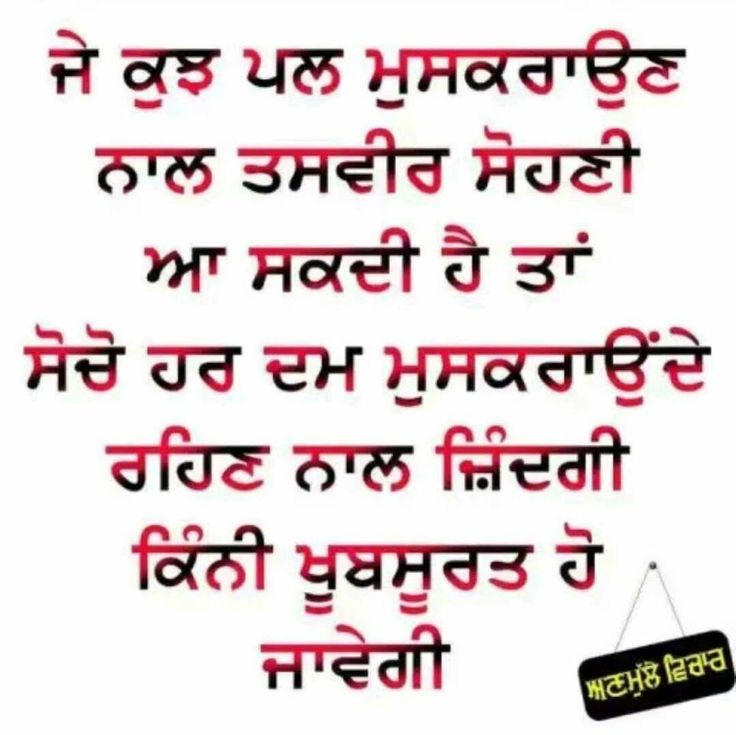 ਜੇ ਕੁਝ ਪਲ ਮੁਸਕਰਾਉਣ
ਨਾਲ ਤਸਵੀਰ ਸੋਹਣੀ
ਆ ਸਕਦੀ ਹੈ ਤਾਂ
ਸੋਚੋ ਹਰ ਦਮ ਮੁਸਕਰਾਉਂਦੇ
ਰਹਿਣ ਨਾਲ ਜ਼ਿੰਦਗੀ
ਕਿੰਨੀ ਖੂਬਸੂਰਤ ਹੋ
ਜਾਵੇਗੀ
ਅਣਮੁੱਲੇ ਵਿਚਾਰ